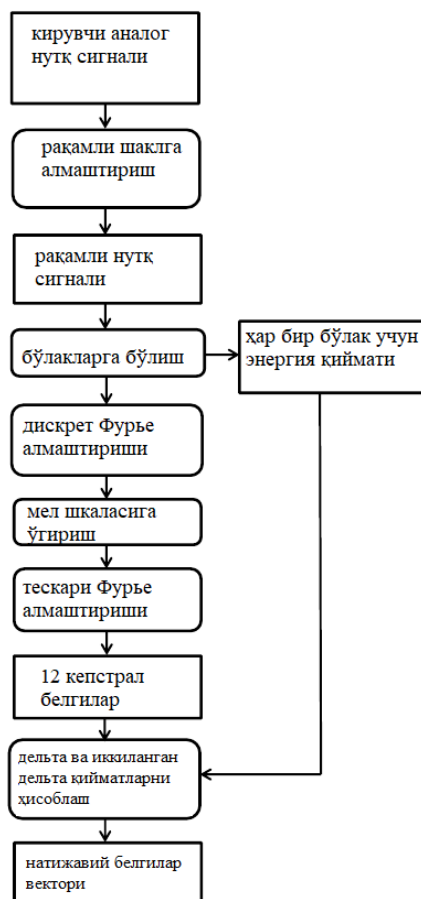 кирувчи аналог
нутқ сигнали
рақамли шаклга
алмаштириш
рақамли нутқ
сигнали
бўлакларга бўлиш
ҳар бир бўлак учун
энергия қиймати
дискрет Фурье
алмаштириши
мел шкаласига
ўгириш
тескари Фурье
алмаштириши
12 кепстрал
белгилар
дельта ва иккиланган
дельта қийматларни
ҳисоблаш
натижавий белгилар
вектори